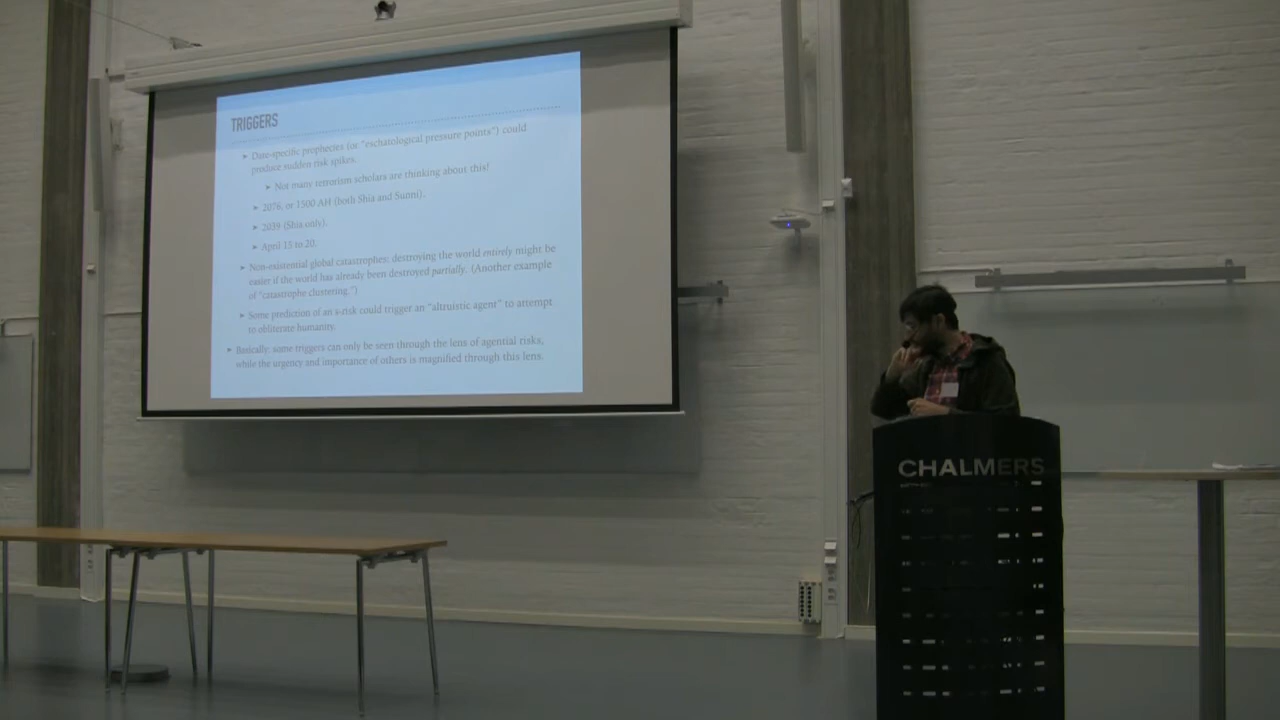 TRIGGERS
➤ Date-specific prophecies (or "eschatological pressure points") could
produce sudden risk spikes.
➤ Not many terrorism scholars are thinking about this!
➤ 2076, or 1500 AH (both Shia and Sunni).
➤ 2039 (Shia only).
➤ April 15 to 20.
➤ Non-existential global catastrophes: destroying the world entirely might be
easier if the world has already been destroyed partially. (Another example
of "catastrophe clustering.")
➤ Some prediction of an s-risk could trigger an "altruistic agent" to attempt
to obliterate humanity.
➤ Basically, some triggers can only be seen through the lens of agential risks,
while the urgency and importance of others is magnified through this lens.
CHALMERS